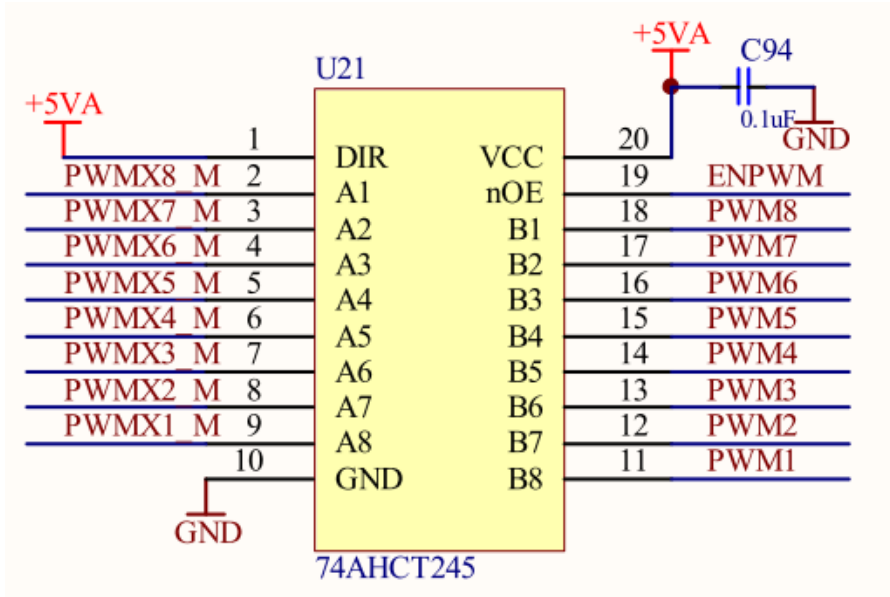 +5VA
C94
U21
+5VA
0.1uF
GND
1 DIR VCC 20
PWMX8_M 2 A1 nOE 19 ENPWM
PWMX7_M 3 A2 B1 18 PWM8
PWMX6_M 4 A3 B2 17 PWM7
PWMX5_M 5 A4 B3 16 PWM6
PWMX4_M 6 A5 B4 15 PWM5
PWMX3_M 7 A6 B5 14 PWM4
PWMX2_M 8 A7 B6 13 PWM3
PWMX1_M 9 A8 B7 12 PWM2
10 GND B8 11 PWM1
GND
74AHCT245